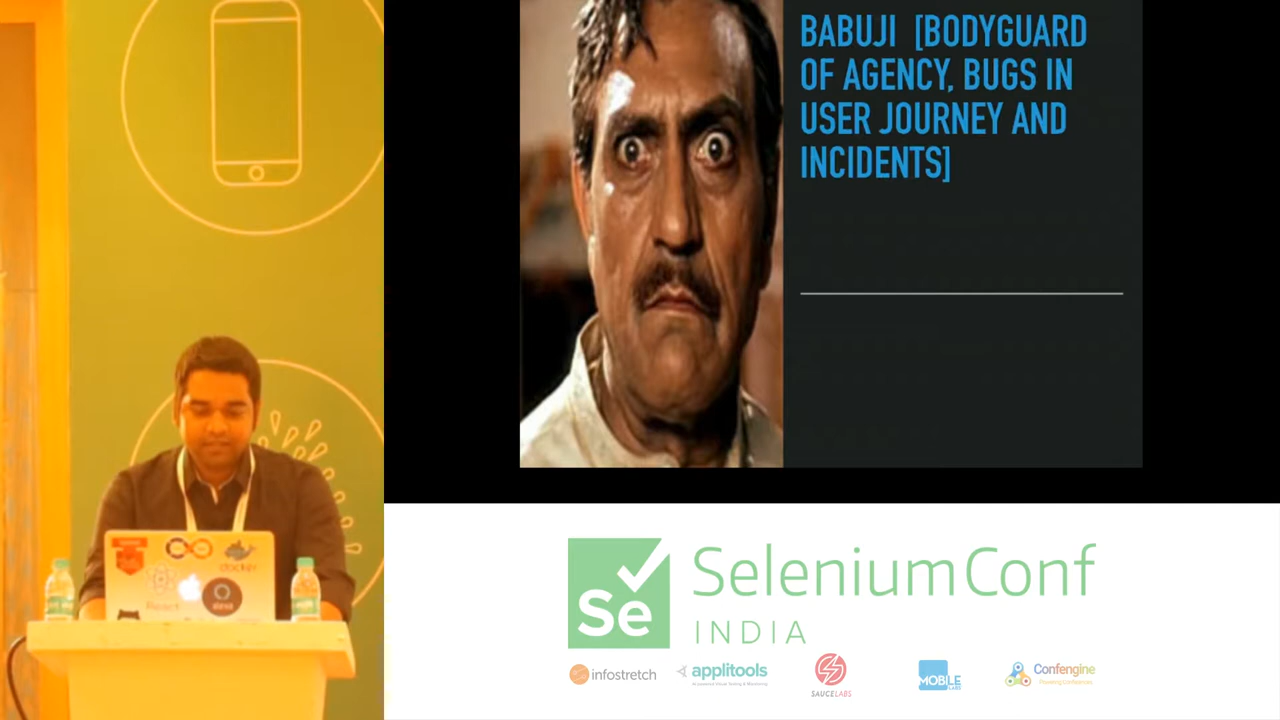 BABUJI [BODYGUARD
OF AGENCY, BUGS IN
USER JOURNEY AND
INCIDENTS]
docker
React
Se
SeleniumConf
INDIA
infostretch
applitools
SAUCELABS
MOBILE
LABS
Confengine